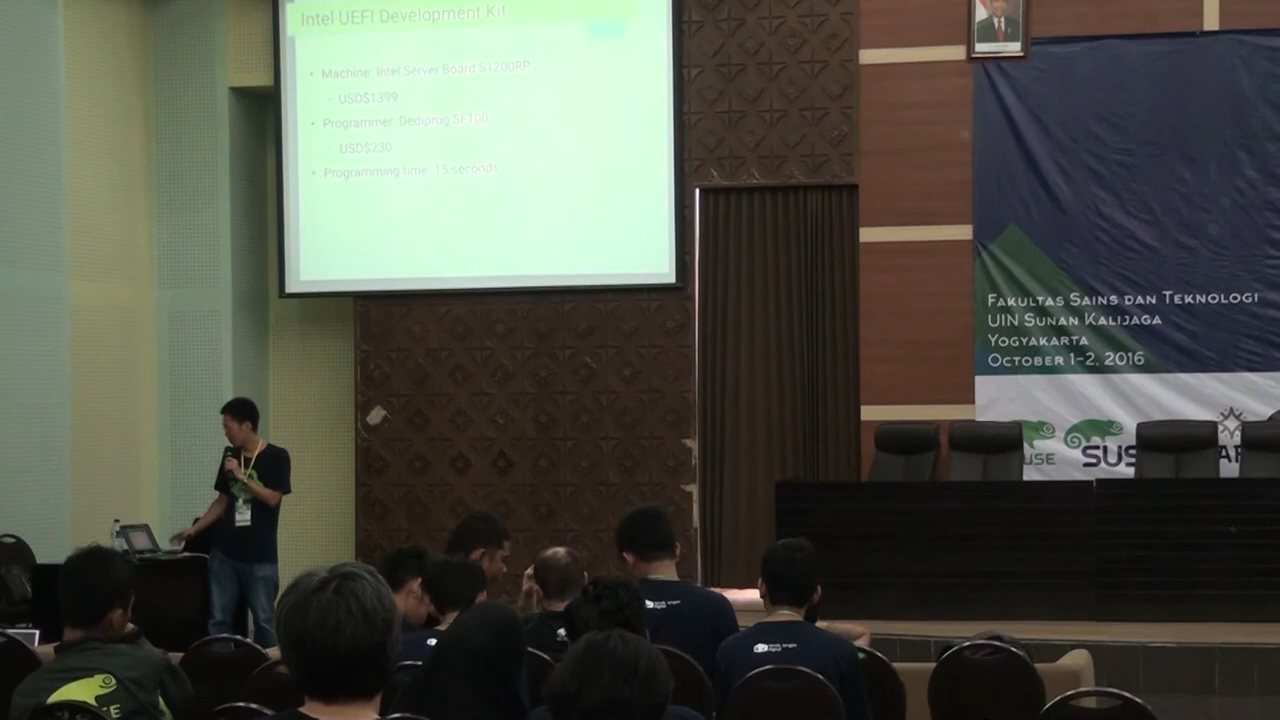 Intel UEFI Development Kit
• Machine: Intel Server Board S1200RP
- USD$1399
• Programmer: Dediprog SF100
- USD$230
• Programming time: 15 seconds
FAKULTAS SAINS DAN TEKNOLOGI
UIN SUNAN KALIJAGA
YOGYAKARTA
OCTOBER 1-2, 2016
USE
SUS